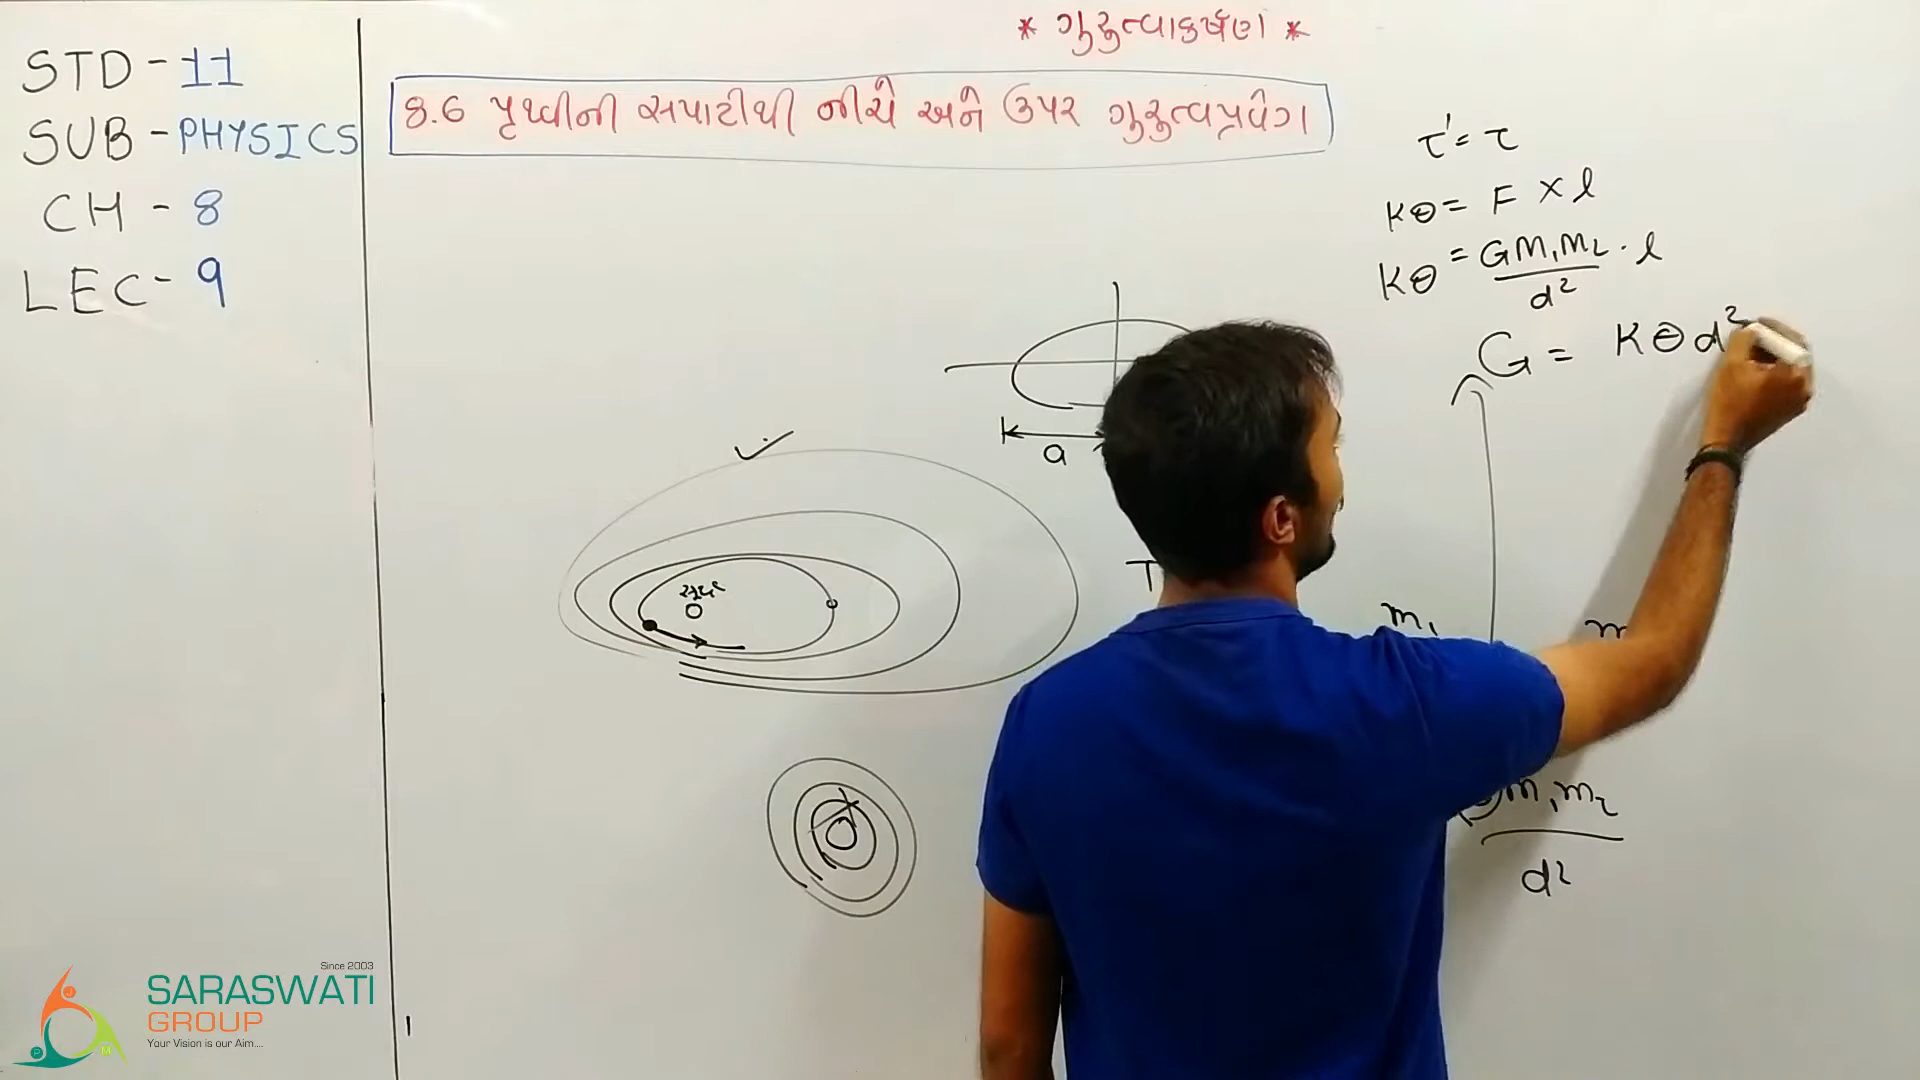 STD - 11
SUB - PHYSICS
CH - 8
LEC - 9
* ગુરુત્વાકર્ષણ *
8.6 પૃથ્વીની સપાટીથી નીચે અને ઉપર ગુરુત્વપ્રવેગ
τ' = τ
Kθ = F × l
Kθ = GM₁M₂/d² · l
G = Kθd²
a
સૂર્ય
T
m₁
m
m₁m₂
d²
Since 2003
SARASWATI
GROUP
Your Vision is our Aim....
J
P
M